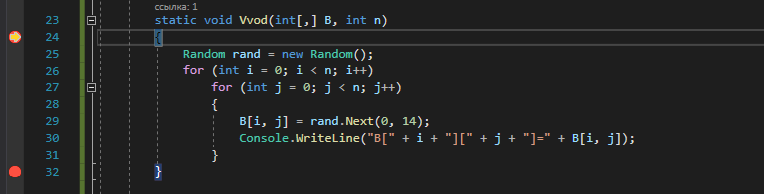 ссылка: 1
23 static void Vvod(int[,] B, int n)
24 {
25 Random rand = new Random();
26 for (int i = 0; i < n; i++)
27 for (int j = 0; j < n; j++)
28 {
29 B[i, j] = rand.Next(0, 14);
30 Console.WriteLine("B[" + i + "][" + j + "]=" + B[i, j]);
31 }
32 }